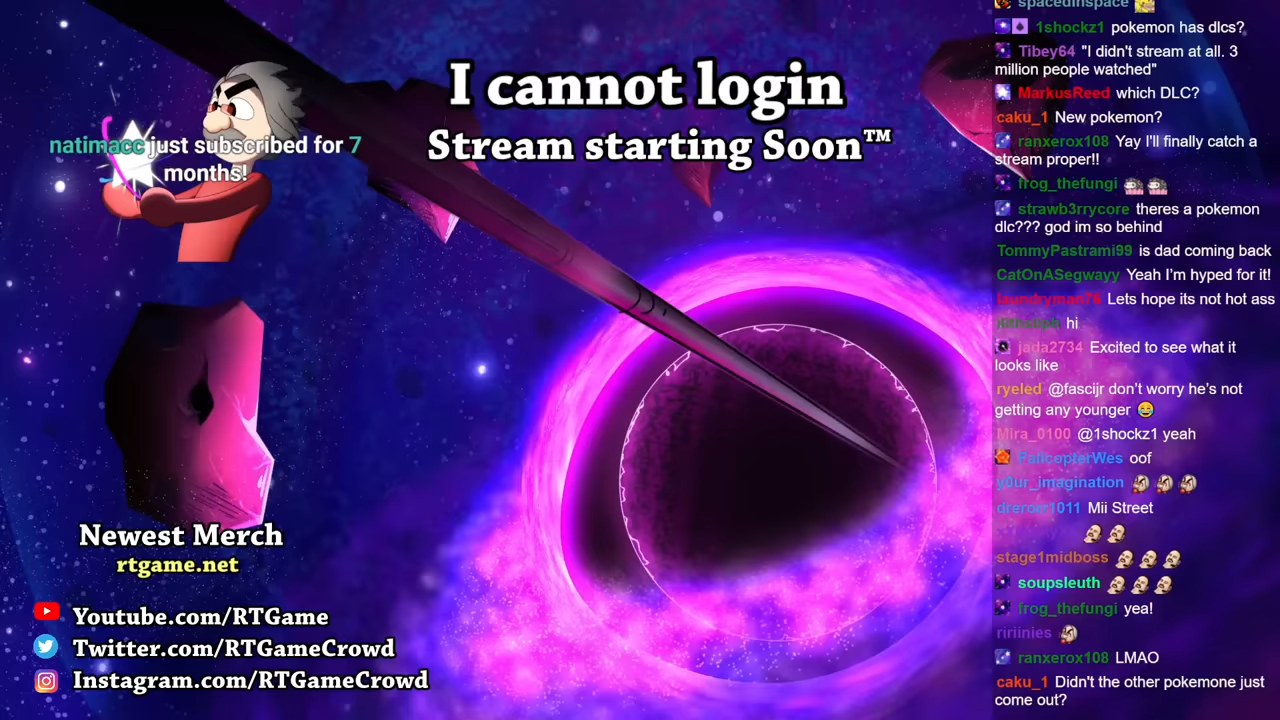 I cannot login
Stream starting Soon™
natimacc just subscribed for 7
months!
Newest Merch
rtgame.net
Youtube.com/RTGame
Twitter.com/RTGameCrowd
Instagram.com/RTGameCrowd
spacedinspace
1shockz1 pokemon has dlcs?
Tibey64 "I didn't stream at all. 3
million people watched"
MarkusReed which DLC?
caku_1 New pokemon?
ranxerox108 Yay I'll finally catch a
stream proper!!
frog_thefungi
strawb3rrycore theres a pokemon
dlc??? god im so behind
TommyPastrami99 is dad coming back
CatOnASegwayy Yeah I'm hyped for it!
laundryman76 Lets hope its not hot ass
hi
jada2734 Excited to see what it
looks like
ryeled @fascijr don't worry he's not
getting any younger 😂
Mira_0100 @1shockz1 yeah
FalicopterWes oof
y0ur_imagination
drerorr1011 Mii Street
stage1midboss
soupsleuth
frog_thefungi yea!
ririinies
ranxerox108 LMAO
caku_1 Didn't the other pokemone just
come out?